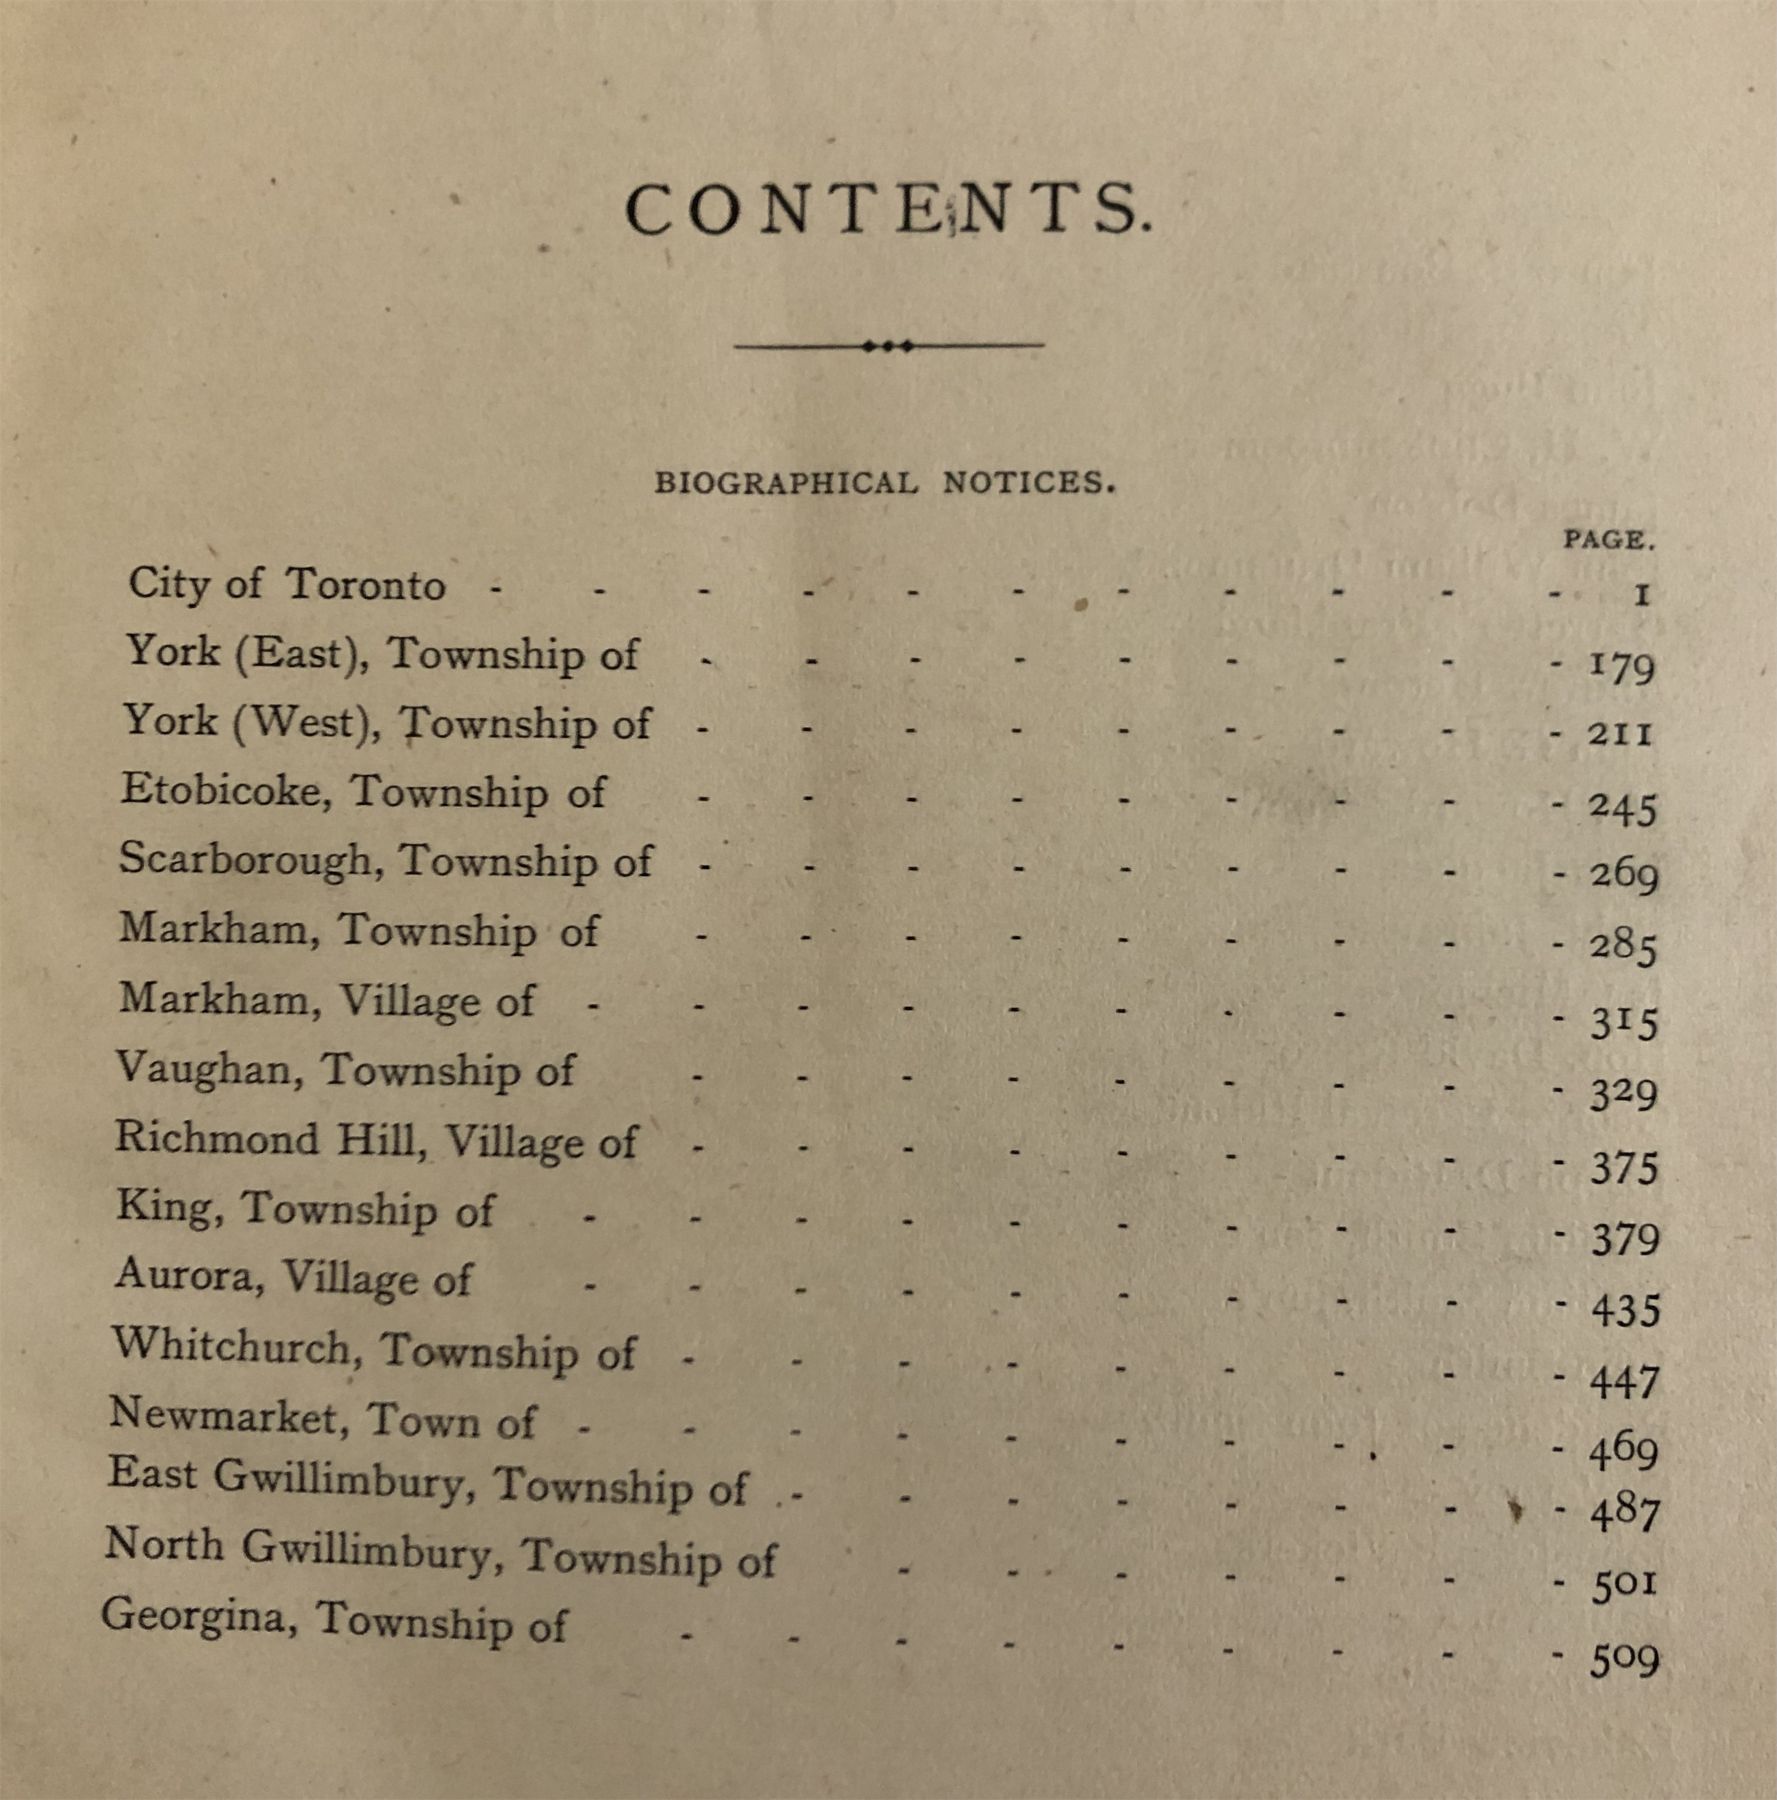 CONTENTS.
BIOGRAPHICAL NOTICES.
PAGE.
City of Toronto - - - - - - - - - - - 1
York (East), Township of - - - - - - - - - 179
York (West), Township of - - - - - - - - - 211
Etobicoke, Township of - - - - - - - - - 245
Scarborough, Township of - - - - - - - - - 269
Markham, Township of - - - - - - - - - 285
Markham, Village of - - - - - - - - - - 315
Vaughan, Township of - - - - - - - - - 329
Richmond Hill, Village of - - - - - - - - - 375
King, Township of - - - - - - - - - - 379
Aurora, Village of - - - - - - - - - - 435
Whitchurch, Township of - - - - - - - - - 447
Newmarket, Town of - - - - - - - - - - 469
East Gwillimbury, Township of - - - - - - - - 487
North Gwillimbury, Township of - - - - - - - 501
Georgina, Township of - - - - - - - - - 509